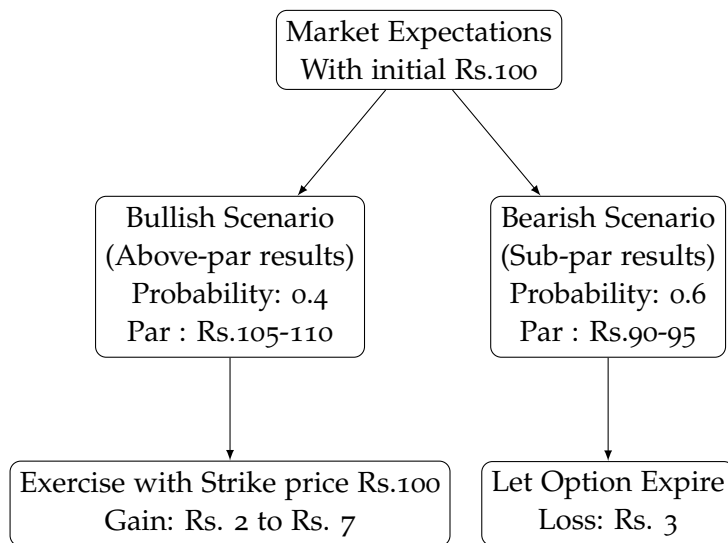 Market Expectations
With initial Rs.100
Bullish Scenario
(Above-par results)
Probability: 0.4
Par : Rs.105-110
Bearish Scenario
(Sub-par results)
Probability: 0.6
Par : Rs.90-95
Exercise with Strike price Rs.100
Gain: Rs. 2 to Rs. 7
Let Option Expire
Loss: Rs. 3